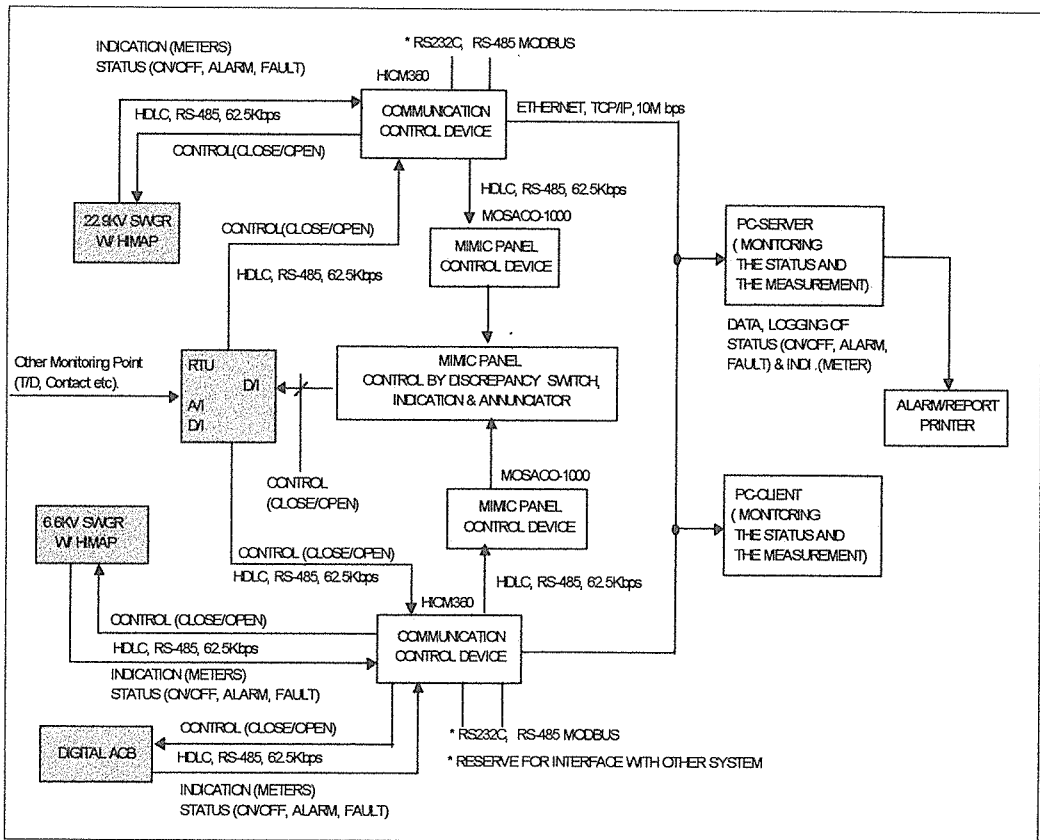 INDICATION (METERS)
STATUS (ON/OFF, ALARM, FAULT)
* RS232C, RS-485 MODBUS
HICM360
HDLC, RS-485, 62.5Kbps
COMMUNICATION
CONTROL DEVICE
ETHERNET, TCP/IP, 10M bps
CONTROL(CLOSE/OPEN)
HDLC, RS-485, 62.5Kbps
MOSACO-1000
22.9KV SWGR
W/ HIMAP
CONTROL(CLOSE/OPEN)
HDLC, RS-485, 62.5Kbps
MIMIC PANEL
CONTROL DEVICE
PC-SERVER
( MONITORING
THE STATUS AND
THE MEASUREMENT)
DATA, LOGGING OF
STATUS (ON/OFF, ALARM,
FAULT) & INDI .(METER)
Other Monitoring Point
(T/D, Contact etc).
RTU
D/I
A/I
D/I
MIMIC PANEL
CONTROL BY DISCREPANCY SWITCH,
INDICATION & ANNUNCIATOR
ALARM/REPORT
PRINTER
CONTROL
(CLOSE/OPEN)
MOSACO-1000
MIMIC PANEL
CONTROL DEVICE
PC-CLIENT
( MONITORING
THE STATUS AND
THE MEASUREMENT)
6.6KV SWGR
W/ HIMAP
CONTROL (CLOSE/OPEN)
HDLC, RS-485, 62.5Kbps
HDLC, RS-485, 62.5Kbps
HICM360
CONTROL (CLOSE/OPEN)
HDLC, RS-485, 62.5Kbps
COMMUNICATION
CONTROL DEVICE
INDICATION (METERS)
STATUS (ON/OFF, ALARM, FAULT)
CONTROL (CLOSE/OPEN)
DIGITAL ACB
HDLC, RS-485, 62.5Kbps
* RS232C, RS-485 MODBUS
* RESERVE FOR INTERFACE WITH OTHER SYSTEM
INDICATION (METERS)
STATUS (ON/OFF, ALARM, FAULT)